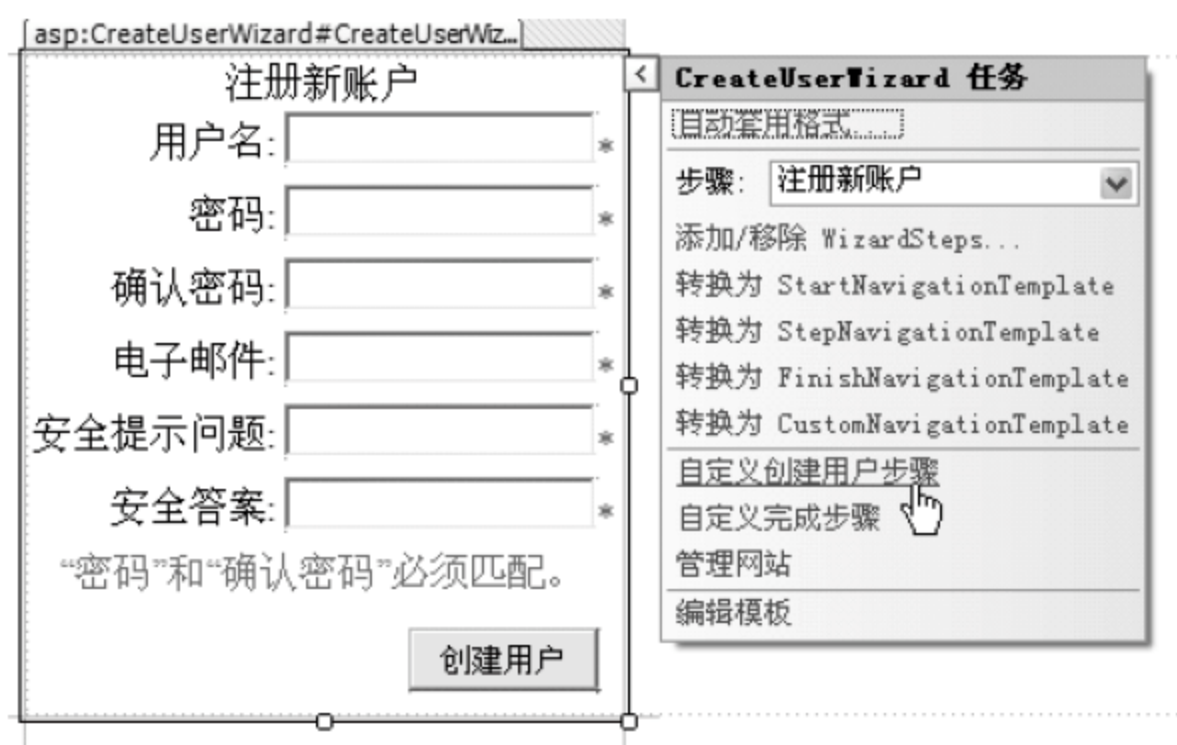 asp:CreateUserWizard#CreateUserWiz...
注册新账户
用户名: *
密码: *
确认密码: *
电子邮件: *
安全提示问题: *
安全答案: *
“密码”和“确认密码”必须匹配。
创建用户
<
CreateUserWizard 任务
自动套用格式...
步骤: 注册新账户
添加/移除 WizardSteps...
转换为 StartNavigationTemplate
转换为 StepNavigationTemplate
转换为 FinishNavigationTemplate
转换为 CustomNavigationTemplate
自定义创建用户步骤
自定义完成步骤
管理网站
编辑模板